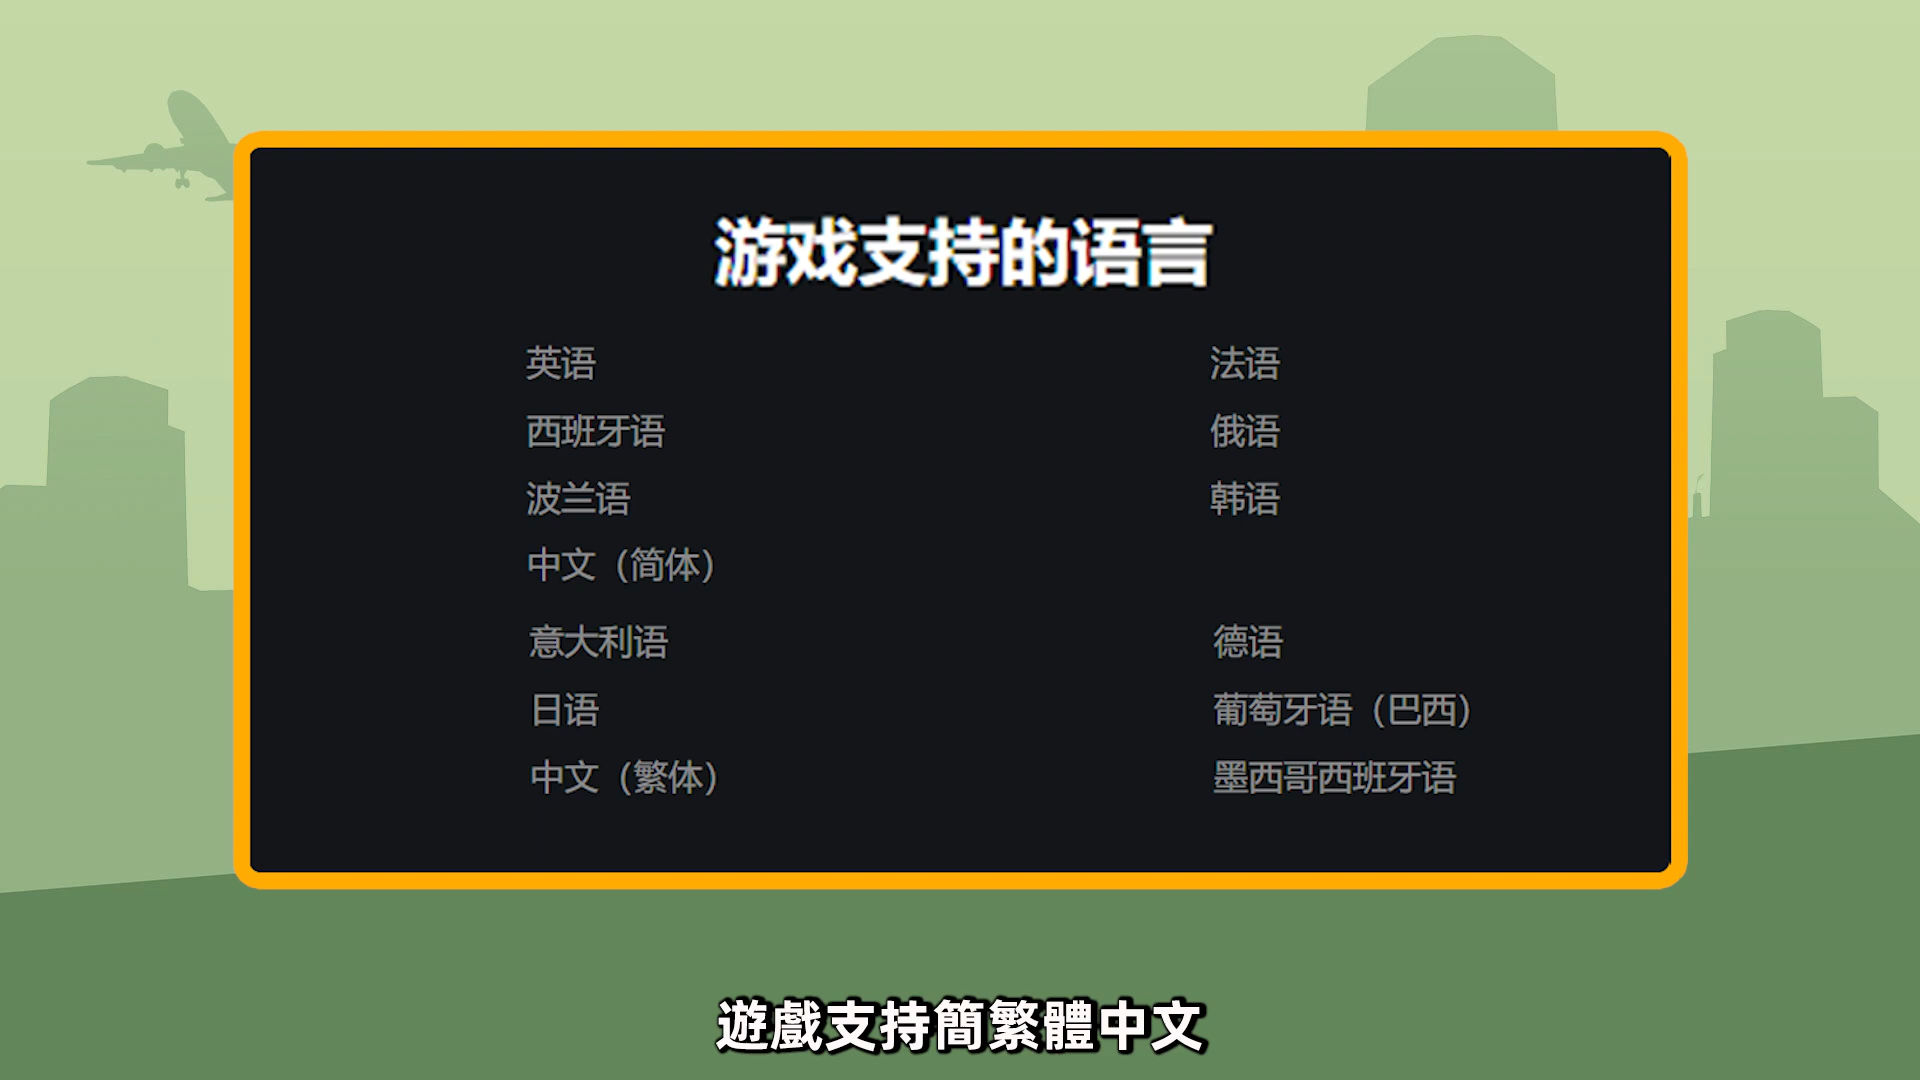 游戏支持的语言
英语
法语
西班牙语
俄语
波兰语
韩语
中文（简体）
意大利语
德语
日语
葡萄牙语（巴西）
中文（繁体）
墨西哥西班牙语
遊戲支持簡繁體中文